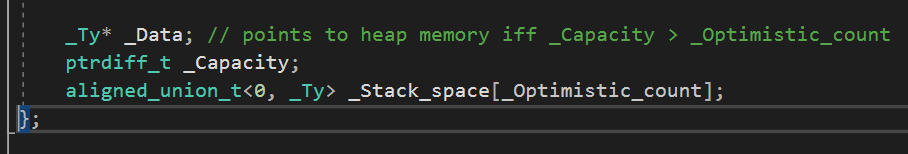 _Ty* _Data; // points to heap memory iff _Capacity > _Optimistic_count
ptrdiff_t _Capacity;
aligned_union_t<0, _Ty> _Stack_space[_Optimistic_count];
};